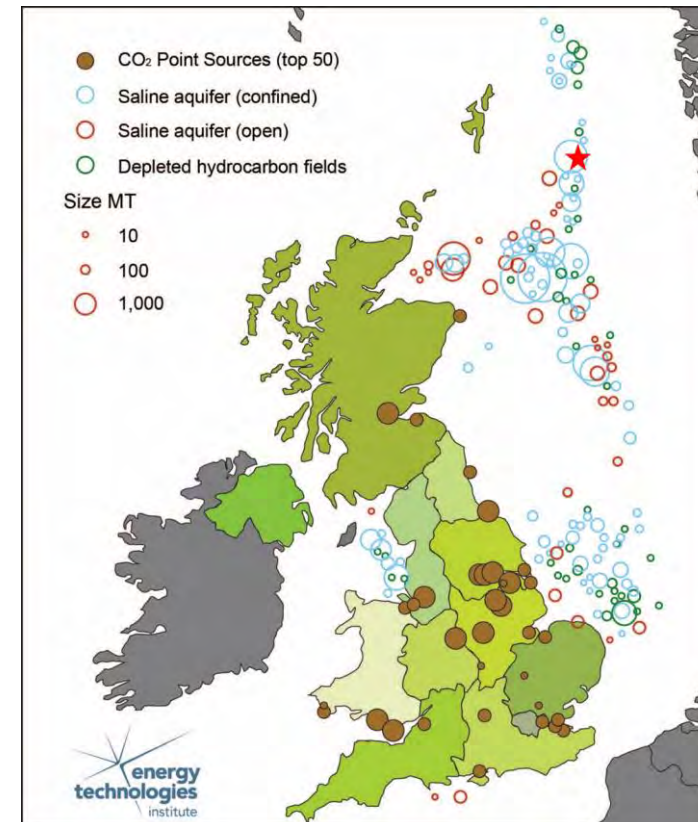 CO₂ Point Sources (top 50)
Saline aquifer (confined)
Saline aquifer (open)
Depleted hydrocarbon fields
Size MT
10
100
1,000
energy
technologies
institute